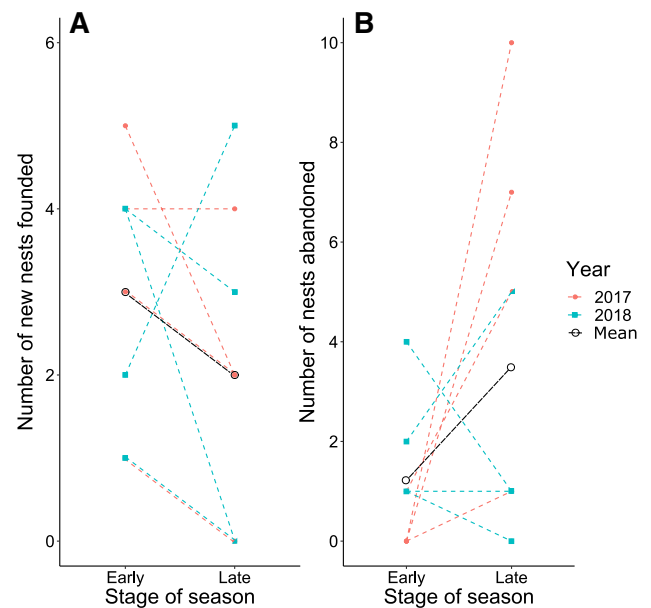 A
B
Number of new nests founded
6
4
2
0
Early
Late
Stage of season
Number of nests abandoned
10
8
6
4
2
0
Early
Late
Stage of season
Year
2017
2018
Mean